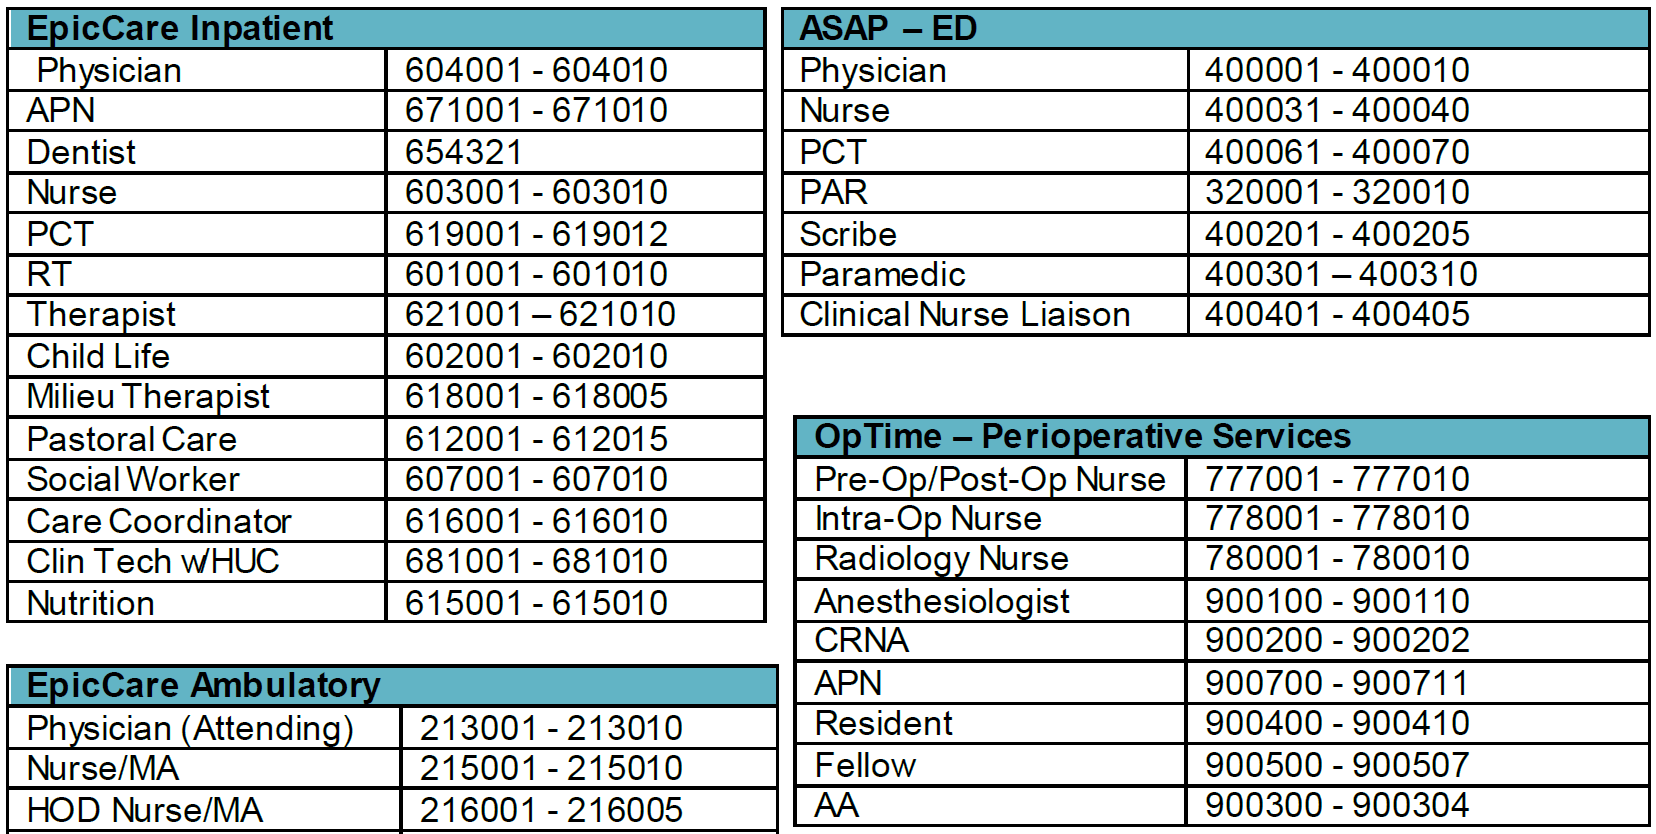 EpicCare Inpatient
Physician 604001 - 604010
APN 671001 - 671010
Dentist 654321
Nurse 603001 - 603010
PCT 619001 - 619012
RT 601001 - 601010
Therapist 621001 – 621010
Child Life 602001 - 602010
Milieu Therapist 618001 - 618005
Pastoral Care 612001 - 612015
Social Worker 607001 - 607010
Care Coordinator 616001 - 616010
Clin Tech w/HUC 681001 - 681010
Nutrition 615001 - 615010
EpicCare Ambulatory
Physician (Attending) 213001 - 213010
Nurse/MA 215001 - 215010
HOD Nurse/MA 216001 - 216005
ASAP – ED
Physician 400001 - 400010
Nurse 400031 - 400040
PCT 400061 - 400070
PAR 320001 - 320010
Scribe 400201 - 400205
Paramedic 400301 – 400310
Clinical Nurse Liaison 400401 - 400405
OpTime – Perioperative Services
Pre-Op/Post-Op Nurse 777001 - 777010
Intra-Op Nurse 778001 - 778010
Radiology Nurse 780001 - 780010
Anesthesiologist 900100 - 900110
CRNA 900200 - 900202
APN 900700 - 900711
Resident 900400 - 900410
Fellow 900500 - 900507
AA 900300 - 900304